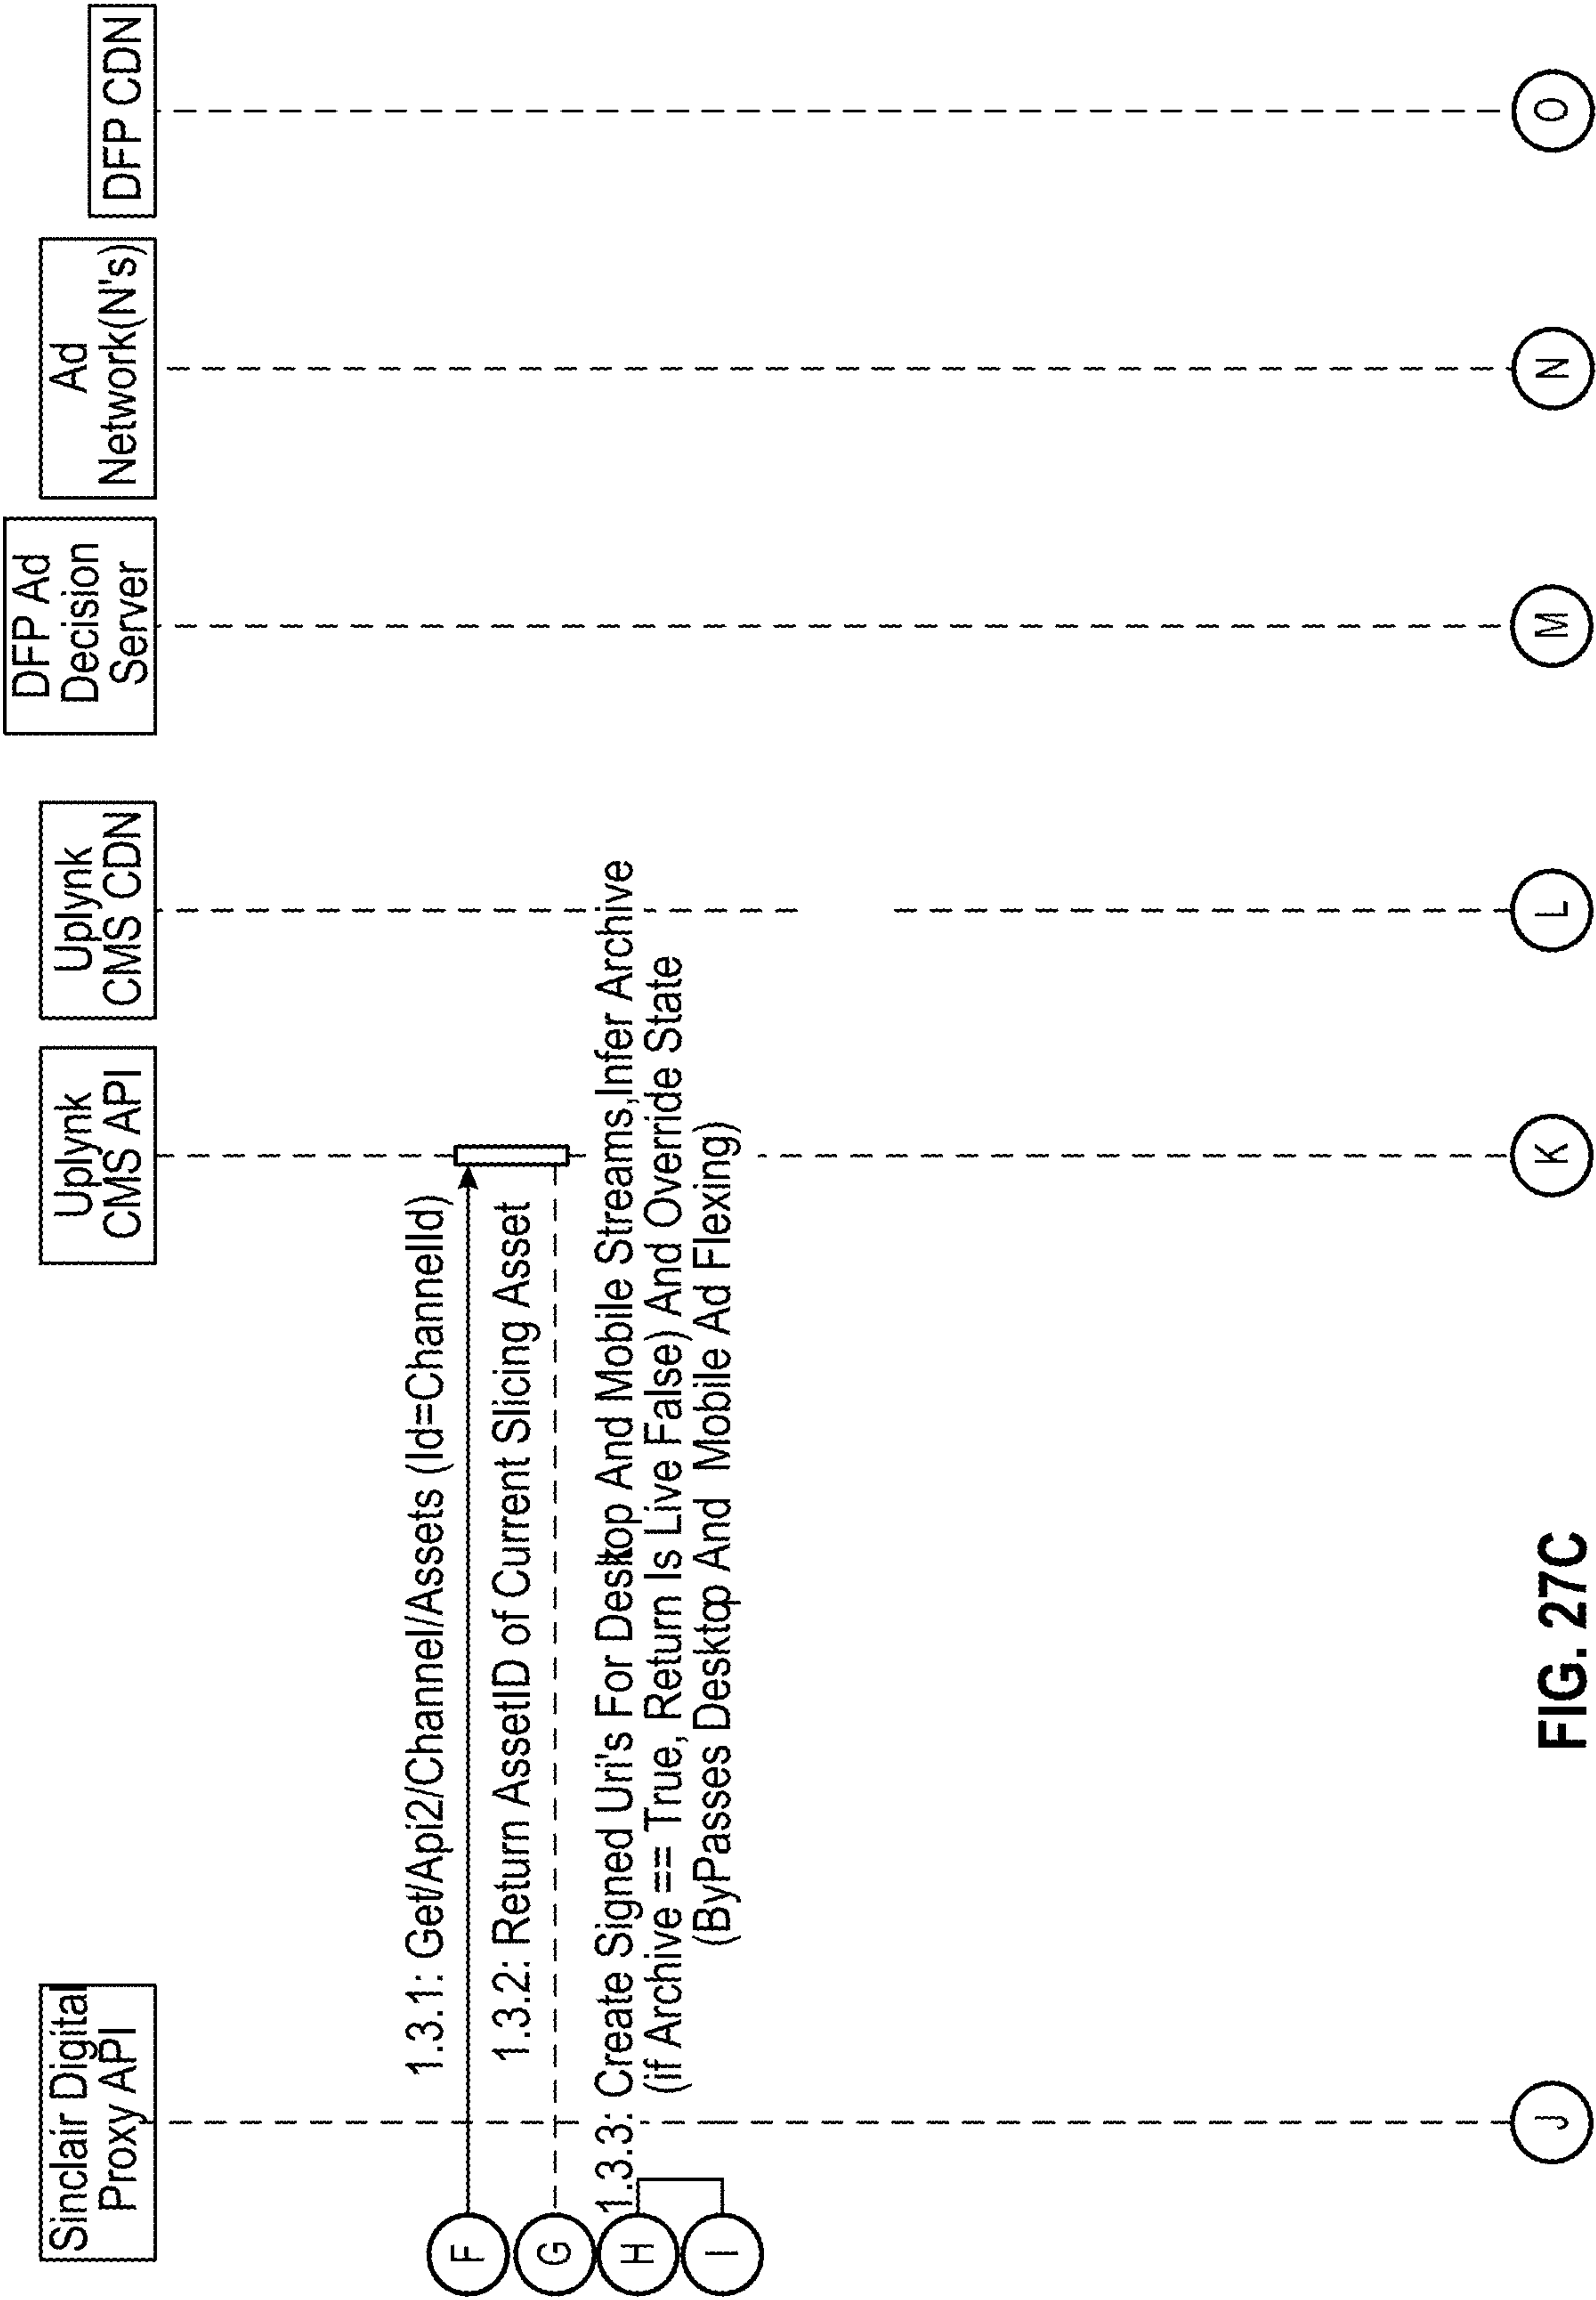 Sinclair Digital
Proxy API
Uplynk
CMS API
Uplynk
CMS CDN
DFP Ad
Decision
Server
Ad
Network(N's)
DFP CDN
1.3.1: Get/Api2/Channel/Assets (Id=ChannelId)
F
1.3.2: Return AssetID of Current Slicing Asset
G
1.3.3: Create Signed Uri's For Desktop And Mobile Streams,Infer Archive
(if Archive == True, Return Is Live False) And Override State
(ByPasses Desktop And Mobile Ad Flexing)
H
I
J
K
L
M
N
O
FIG. 27C